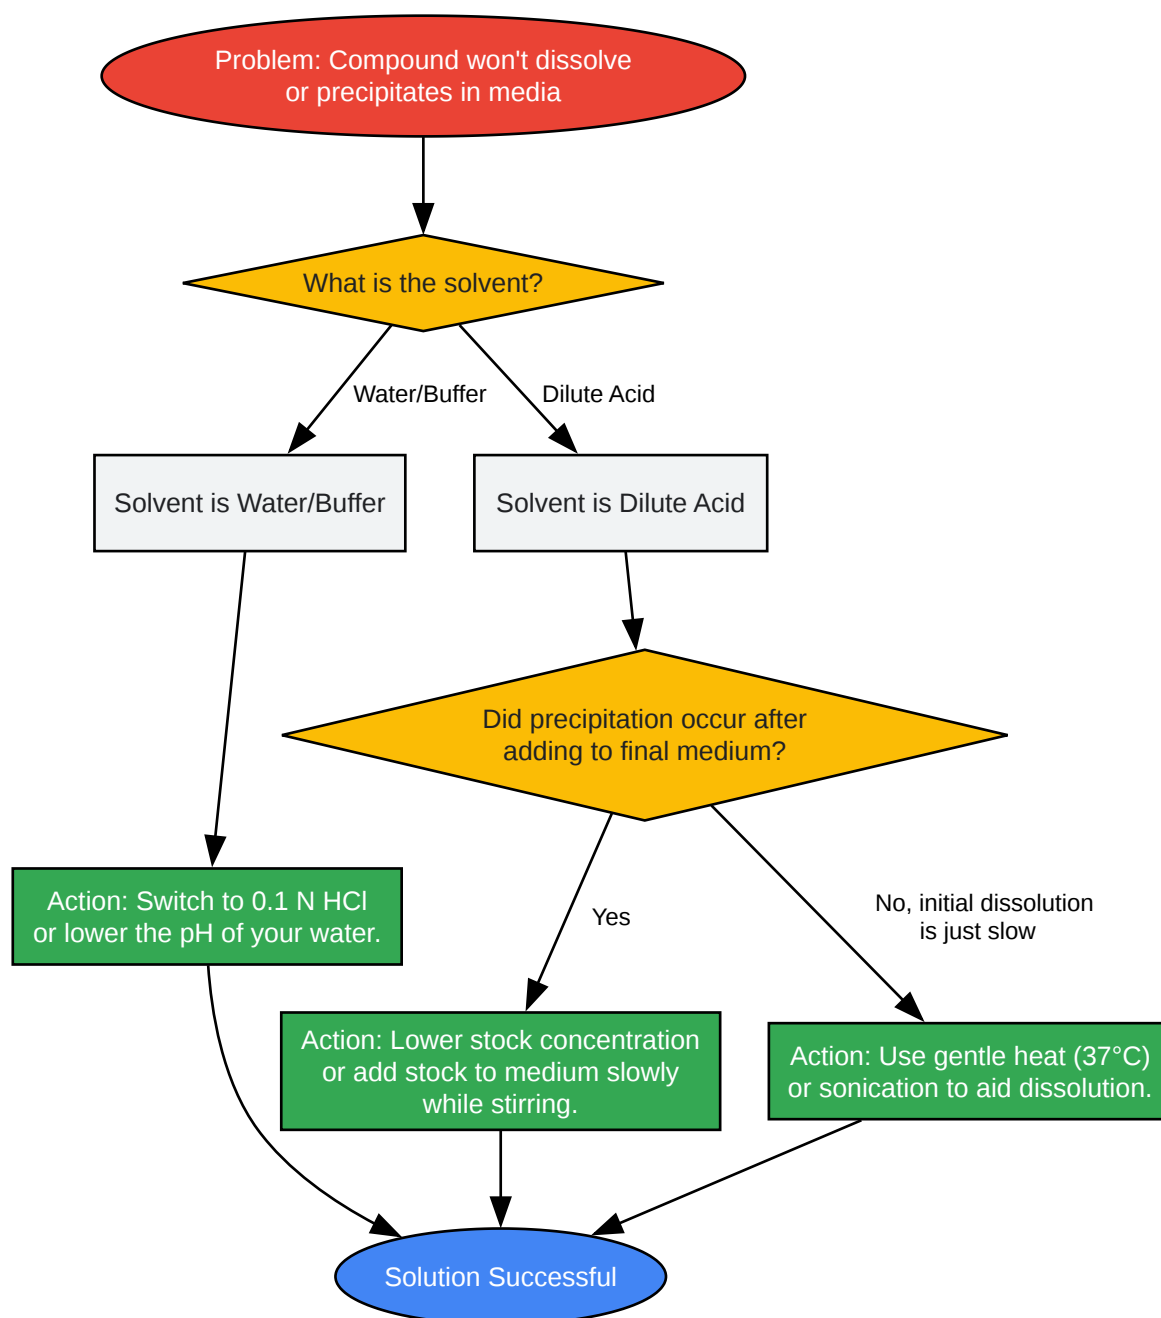 Problem: Compound won't dissolve
or precipitates in media
What is the solvent?
Water/Buffer
Dilute Acid
Solvent is Water/Buffer
Solvent is Dilute Acid
Did precipitation occur after
adding to final medium?
Action: Switch to 0.1 N HCl
or lower the pH of your water.
Yes
No, initial dissolution
is just slow
Action: Lower stock concentration
or add stock to medium slowly
while stirring.
Action: Use gentle heat (37°C)
or sonication to aid dissolution.
Solution Successful